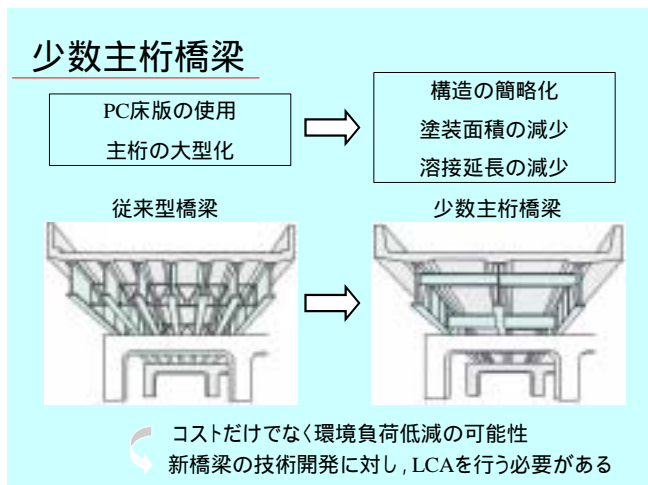 少数主桁橋梁
PC床版の使用
主桁の大型化
構造の簡略化
塗装面積の減少
溶接延長の減少
従来型橋梁
少数主桁橋梁
コストだけでなく環境負荷低減の可能性
新橋梁の技術開発に対し,LCAを行う必要がある